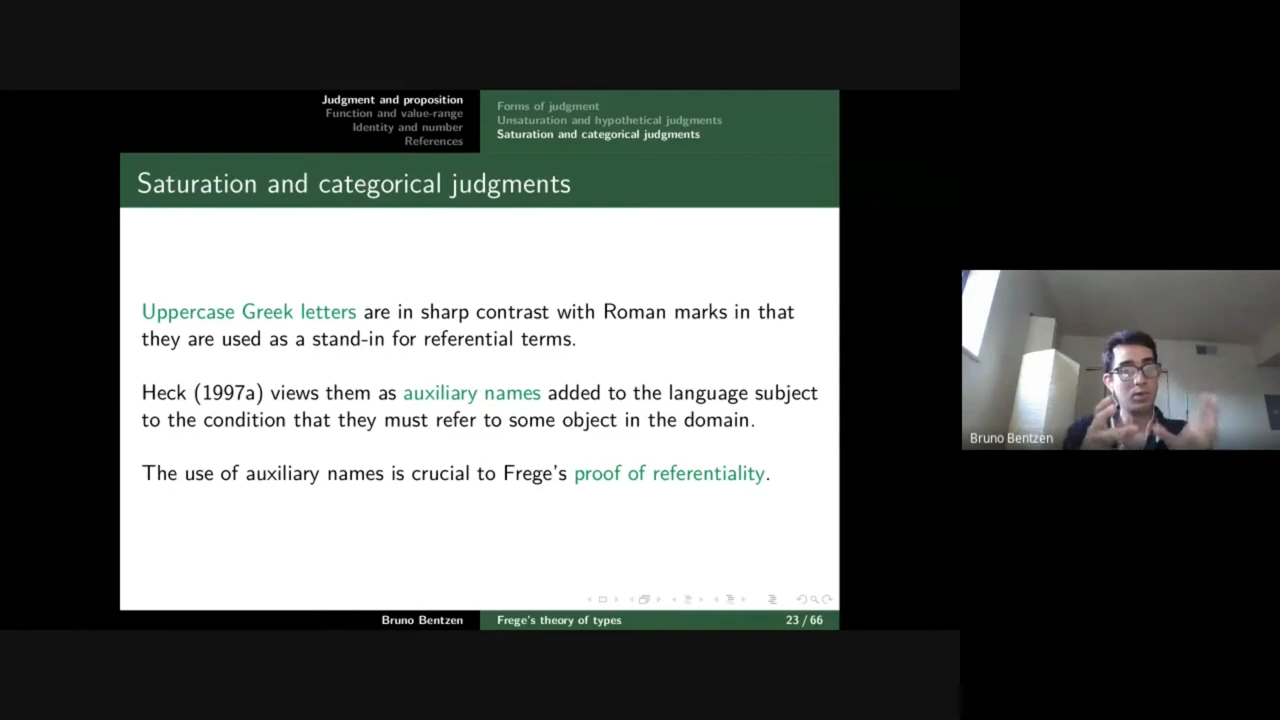 Judgment and proposition
Function and value-range
Identity and number
References
Forms of judgment
Unsaturation and hypothetical judgments
Saturation and categorical judgments
Saturation and categorical judgments
Uppercase Greek letters are in sharp contrast with Roman marks in that
they are used as a stand-in for referential terms.
Heck (1997a) views them as auxiliary names added to the language subject
to the condition that they must refer to some object in the domain.
The use of auxiliary names is crucial to Frege's proof of referentiality.
Bruno Bentzen
Frege's theory of types
23 / 66
Bruno Bentzen